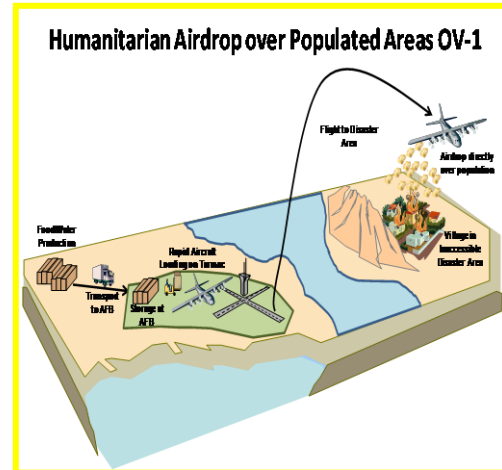 Humanitarian Airdrop over Populated Areas OV-1
Flight to Disaster
Area
Airdrop directly
over population
Food/Water
Production
Rapid Aircraft
Loading on Tarmac
Village in
Inaccessible
Disaster Area
Transport
to AFB
Storage at
AFB